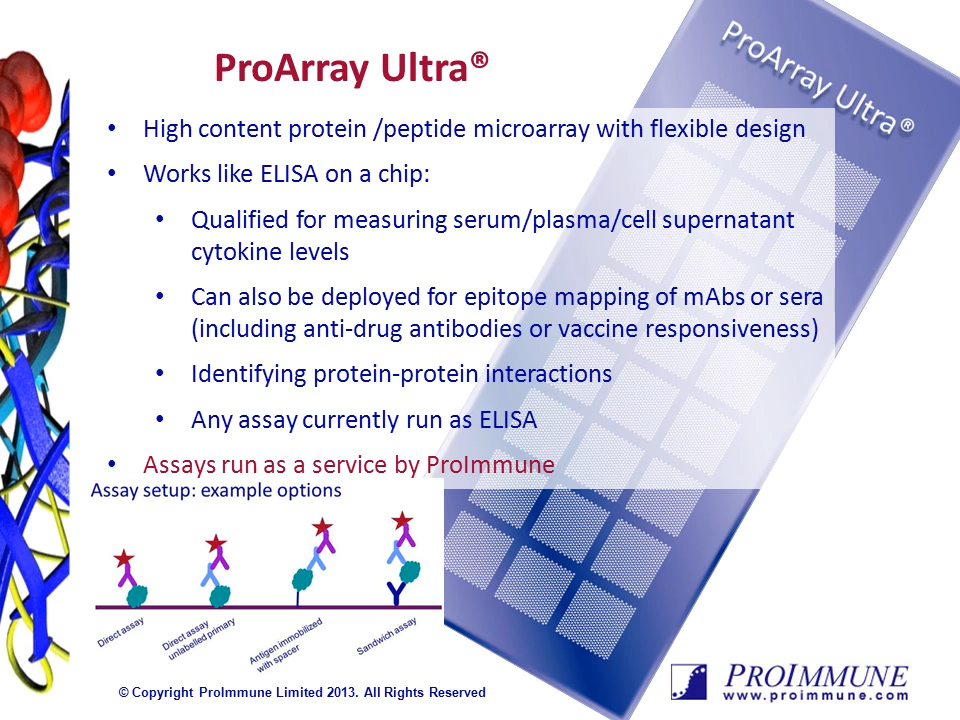 ProArray Ultra®
ProArray Ultra ®
• High content protein /peptide microarray with flexible design
• Works like ELISA on a chip:
• Qualified for measuring serum/plasma/cell supernatant
cytokine levels
• Can also be deployed for epitope mapping of mAbs or sera
(including anti-drug antibodies or vaccine responsiveness)
• Identifying protein-protein interactions
• Any assay currently run as ELISA
• Assays run as a service by ProImmune
Assay setup: example options
Direct assay
Direct assay
unlabelled primary
Antigen immobilized
with spacer
Sandwich assay
© Copyright ProImmune Limited 2013. All Rights Reserved
PROIMMUNE
www.proimmune.com